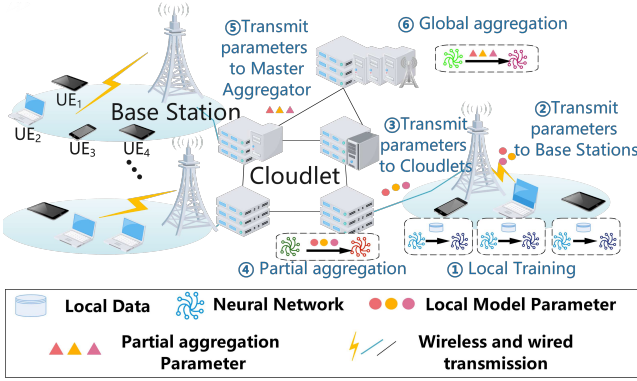 ⑤Transmit
parameters
to Master
Aggregator
⑥ Global aggregation
UE1
UE2
UE3
UE4
Base Station
③Transmit
parameters
to Cloudlets
②Transmit
parameters
to Base Stations
Cloudlet
④ Partial aggregation
① Local Training
Local Data
Neural Network
Local Model Parameter
Partial aggregation
Parameter
Wireless and wired
transmission